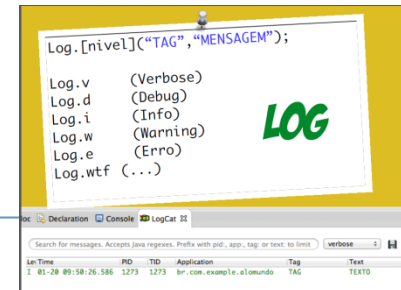 Log.[nivel]("TAG","MENSAGEM");
Log.v (Verbose)
Log.d (Debug)
Log.i (Info)
Log.w (Warning)
Log.e (Erro)
Log.wtf (...)
LOG
oc Declaration Console LogCat
Search for messages. Accepts Java regexes. Prefix with pid:, app:, tag: or text: to limit verbose
Le Time PID TID Application Tag Text
I 01-20 09:50:26.586 1273 1273 br.com.example.alomundo TAG TEXTO